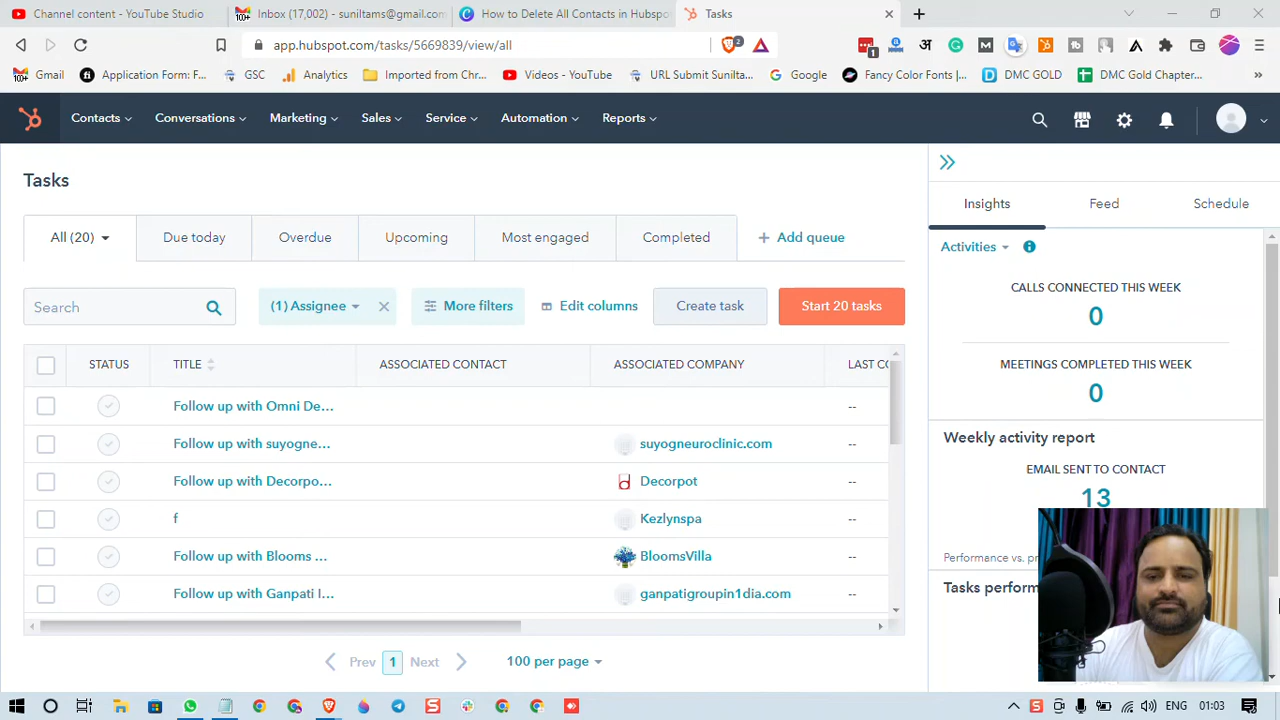 Channel content - YouTube Studio
Inbox (17,002) - suniltams@gmail.com
How to Delete All Contacts in Hubspo
Tasks
app.hubspot.com/tasks/5669839/view/all
2
1
अ
Gmail
Application Form: F...
GSC
Analytics
Imported from Chr...
Videos - YouTube
URL Submit Sunilta...
Google
Fancy Color Fonts |...
DMC GOLD
DMC Gold Chapter...
Contacts
Conversations
Marketing
Sales
Service
Automation
Reports
Tasks
All (20)
Due today
Overdue
Upcoming
Most engaged
Completed
+ Add queue
Search
(1) Assignee
More filters
Edit columns
Create task
Start 20 tasks
STATUS
TITLE
ASSOCIATED CONTACT
ASSOCIATED COMPANY
LAST CO
Follow up with Omni De...
--
Follow up with suyogne...
suyogneuroclinic.com
--
Follow up with Decorpo...
Decorpot
--
f
Kezlynspa
--
Follow up with Blooms ...
BloomsVilla
--
Follow up with Ganpati I...
ganpatigroupin1dia.com
--
Prev
1
Next
100 per page
Insights
Feed
Schedule
Activities
CALLS CONNECTED THIS WEEK
0
MEETINGS COMPLETED THIS WEEK
0
Weekly activity report
EMAIL SENT TO CONTACT
13
Performance vs. pr
Tasks perform
ENG
01:03